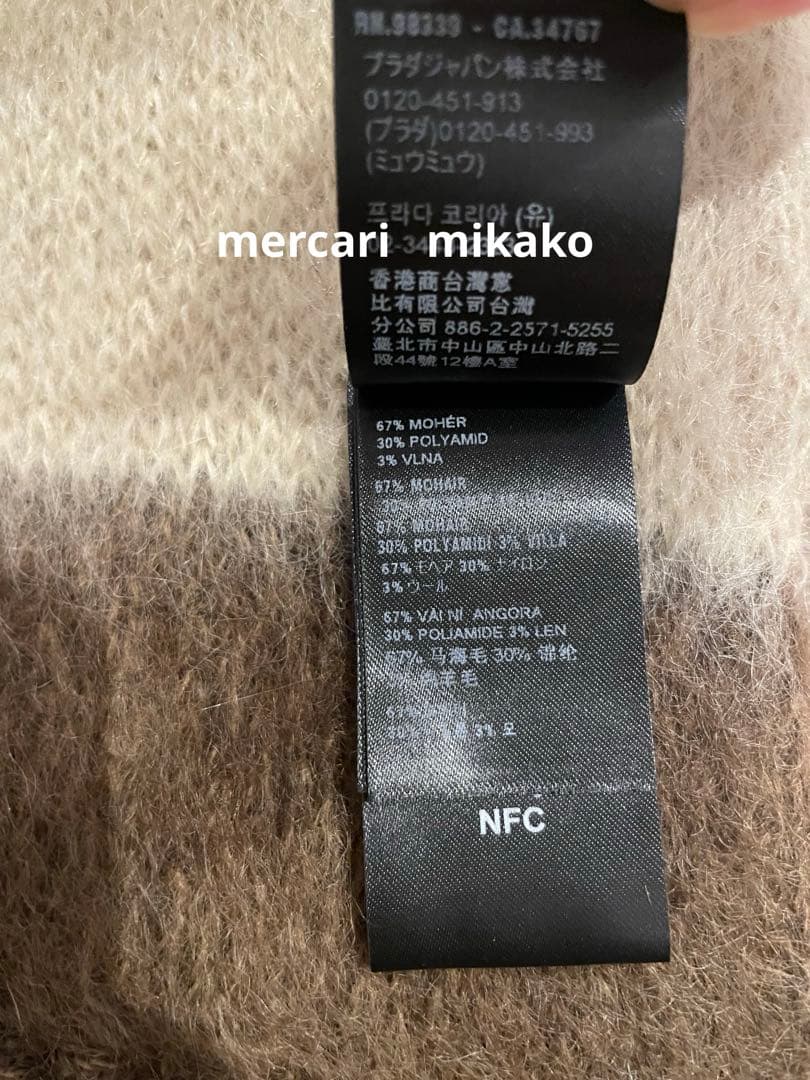 RN.98339 - CA.34767
プラダジャパン株式会社
0120-451-913
(プラダ)0120-451-993
(ミュウミュウ)
프라다 코리아 (유)
mercari mikako
香港商台灣意
比有限公司台灣
分公司 886-2-2571-5255
臺北市中山區中山北路二
段44號12樓A室
67% MOHÉR
30% POLYAMID
3% VLNA
67% MOHAIR
30%
67% MOHAIR
30% POLYAMIDI 3% VILLA
67% モヘア 30% ナイロン
3% ウール
67% VẢI NỈ ANGORA
30% POLIAMIDE 3% LEN
67% 马海毛 30% 锦纶
羊毛
3% 모
NFC